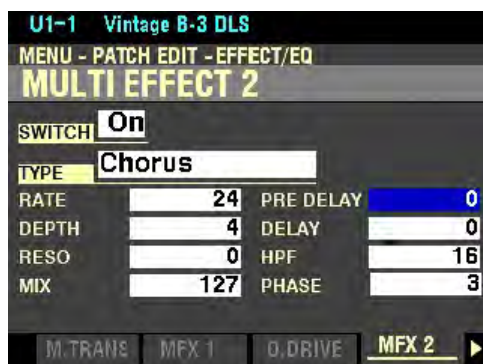 U1-1 Vintage B-3 DLS
MENU - PATCH EDIT - EFFECT/EQ
MULTI EFFECT 2
SWITCH On
TYPE Chorus
RATE 24 PRE DELAY 0
DEPTH 4 DELAY 0
RESO 0 HPF 16
MIX 127 PHASE 3
M.TRANS MFX 1 O.DRIVE MFX 2